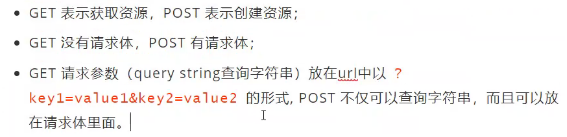 GET 表示获取资源，POST 表示创建资源；
GET 没有请求体，POST 有请求体；
GET 请求参数（query string查询字符串）放在url中以 ?
key1=value1&key2=value2 的形式, POST 不仅可以查询字符串，而且可以放
在请求体里面。